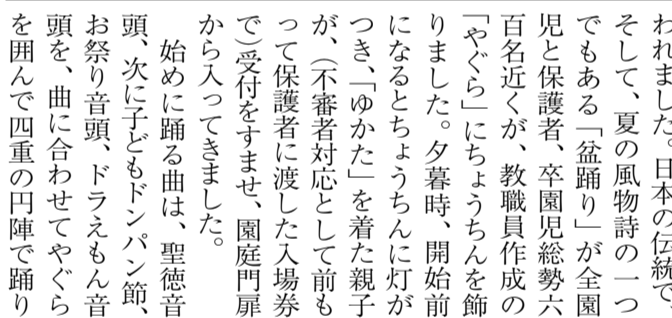 われました。日本の伝統で
そして、夏の風物詩の一つ
でもある「盆踊り」が全園
児と保護者、卒園児総勢六
百名近くが、教職員作成の
「やぐら」にちょうちんを飾
りました。夕暮時、開始前
になるとちょうちんに灯が
つき、「ゆかた」を着た親子
が、(不審者対応として前も
って保護者に渡した入場券
で)受付をすませ、園庭門扉
から入ってきました。
始めに踊る曲は、聖徳音
頭、次に子どもドンパン節、
お祭り音頭、ドラえもん音
頭を、曲に合わせてやぐら
を囲んで四重の円陣で踊り